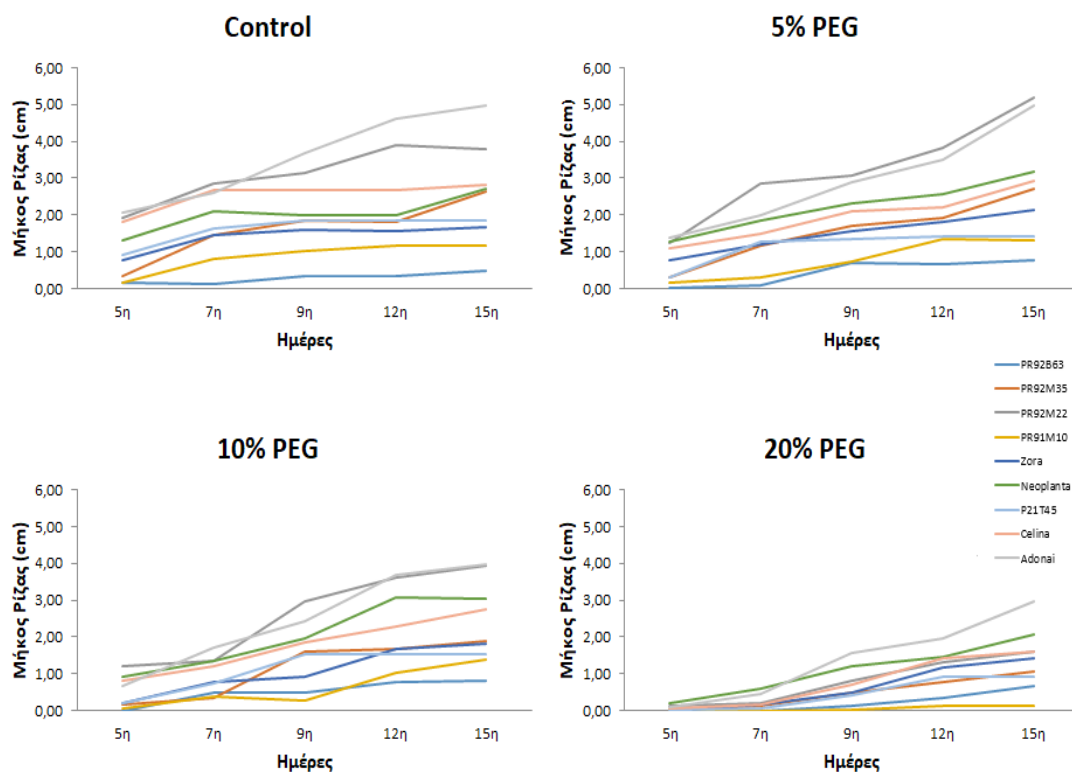 Control
6,00
5,00
4,00
3,00
2,00
1,00
0,00
Μήκος Ρίζας (cm)
5η 7η 9η 12η 15η
Ημέρες
5% PEG
6,00
5,00
4,00
3,00
2,00
1,00
0,00
Μήκος Ρίζας (cm)
5η 7η 9η 12η 15η
Ημέρες
PR92B63
PR92M35
PR92M22
PR91M10
Zora
Neoplanta
P21T45
Celina
Adonai
10% PEG
6,00
5,00
4,00
3,00
2,00
1,00
0,00
Μήκος Ρίζας (cm)
5η 7η 9η 12η 15η
Ημέρες
20% PEG
6,00
5,00
4,00
3,00
2,00
1,00
0,00
Μήκος Ρίζας (cm)
5η 7η 9η 12η 15η
Ημέρες